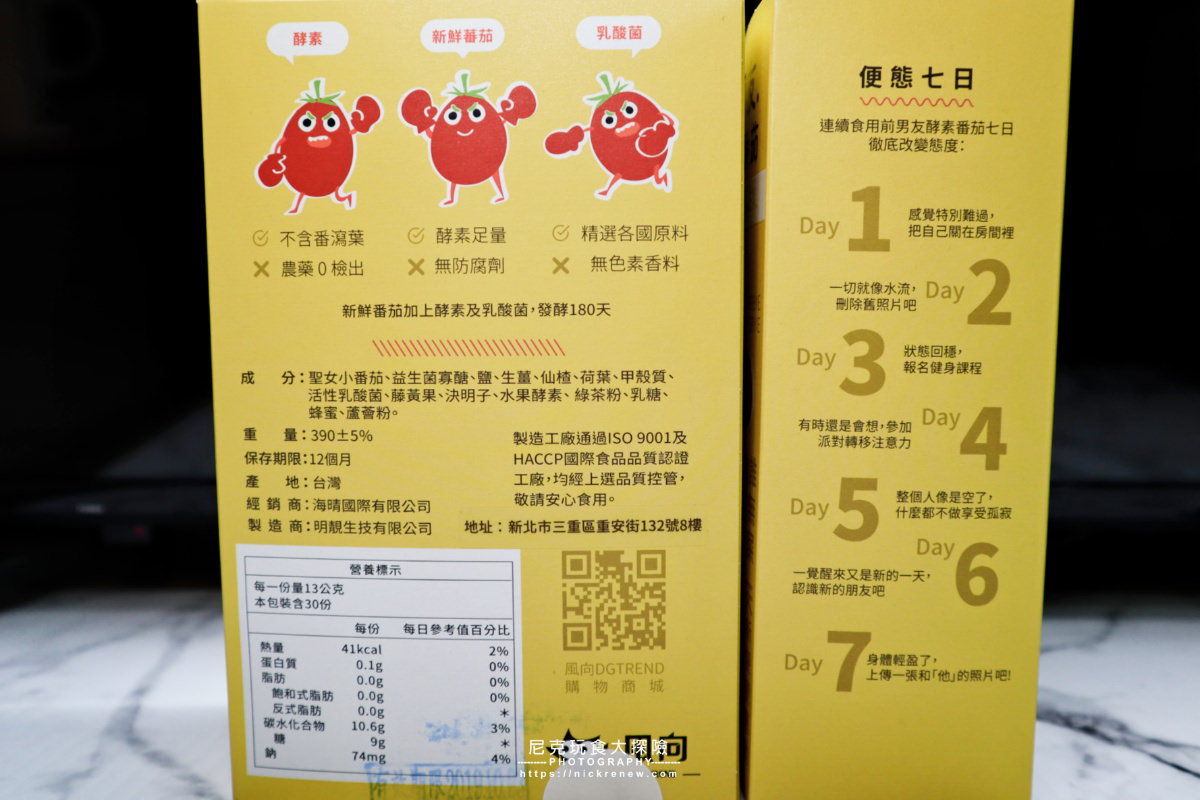 酵素
新鮮蕃茄
乳酸菌
不含番瀉葉
酵素足量
精選各國原料
農藥0檢出
無防腐劑
無色素香料
新鮮番茄加上酵素及乳酸菌，發酵180天
成 分：聖女小番茄、益生菌寡醣、鹽、生薑、仙楂、荷葉、甲殼質、
活性乳酸菌、藤黃果、決明子、水果酵素、綠茶粉、乳糖、
蜂蜜、蘆薈粉。
重 量：390±5%
保存期限：12個月
產 地：台灣
經銷商：海晴國際有限公司
製造商：明靚生技有限公司
製造工廠通過ISO 9001及
HACCP國際食品品質認證
工廠，均經上選品質控管，
敬請安心食用。
地址：新北市三重區重安街132號8樓
營養標示
每一份量13公克
本包裝含30份
每份 每日參考值百分比
熱量 41kcal 2%
蛋白質 0.1g 0%
脂肪 0.0g 0%
飽和式脂肪 0.0g 0%
反式脂肪 0.0g *
碳水化合物 10.6g 3%
糖 9g *
鈉 74mg 4%
風向DGTREND
購物商城
風向
便態七日
連續食用前男友酵素番茄七日
徹底改變態度：
Day 1
感覺特別難過，
把自己關在房間裡
Day 2
一切就像水流，
刪除舊照片吧
Day 3
狀態回穩，
報名健身課程
Day 4
有時還是會想，參加
派對轉移注意力
Day 5
整個人像是空了，
什麼都不做享受孤寂
Day 6
一覺醒來又是新的一天，
認識新的朋友吧
Day 7
身體輕盈了，
上傳一張和「他」的照片吧!
尼克玩食大探險
PHOTOGRAPHY
https://nickrenew.com